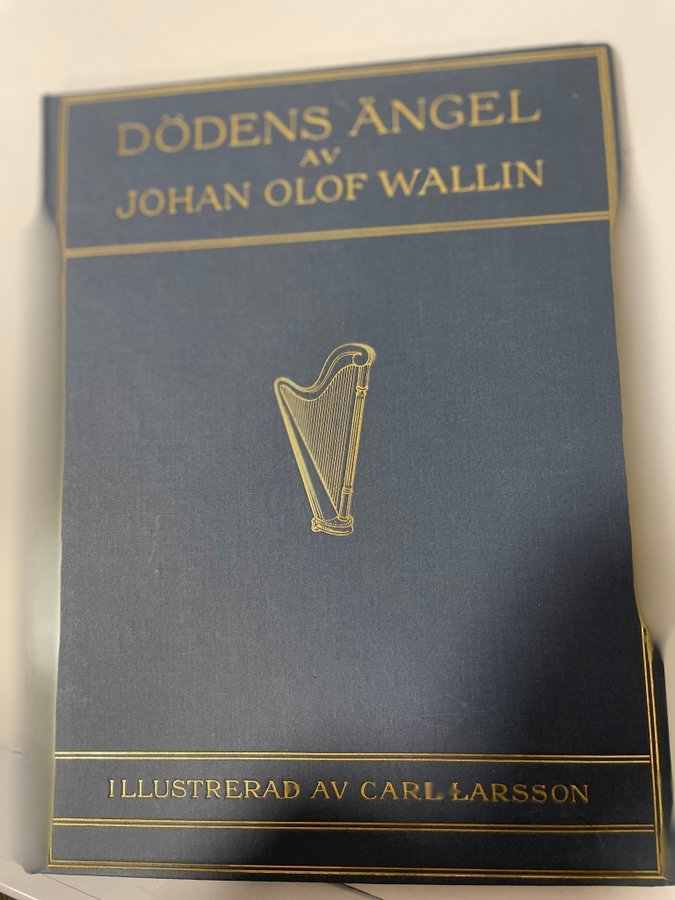 DÖDENS ÄNGEL
AV
JOHAN OLOF WALLIN
ILLUSTRERAD AV CARL LARSSON